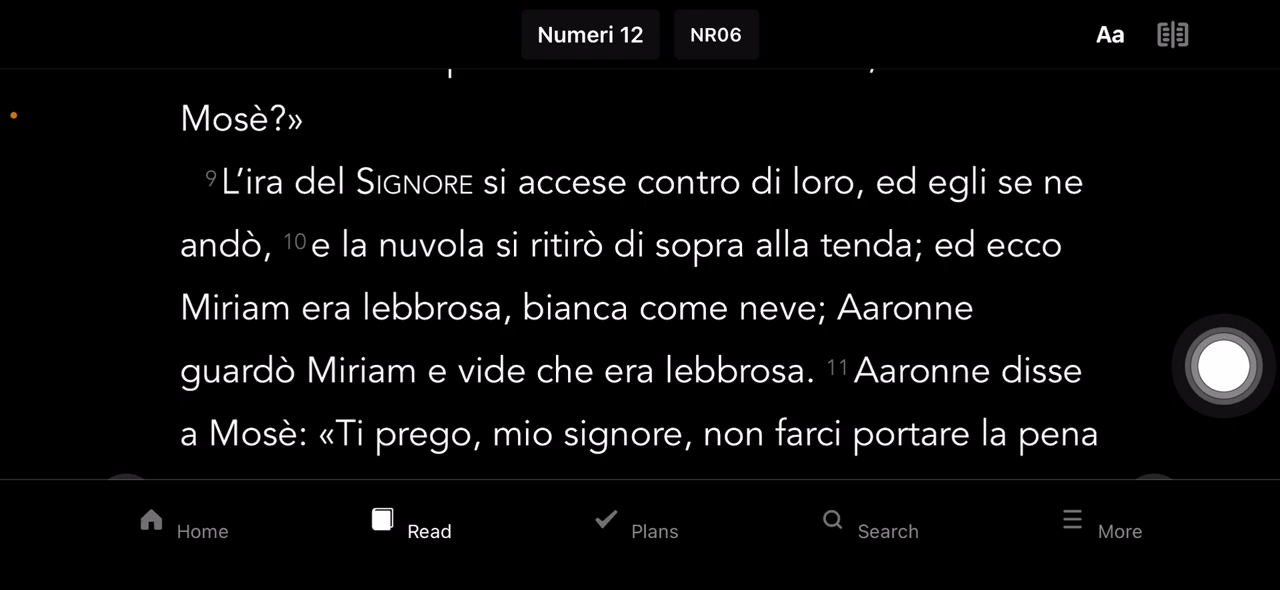 Numeri 12 NR06 Aa
Mosè?»
9 L'ira del SIGNORE si accese contro di loro, ed egli se ne
andò, 10 e la nuvola si ritirò di sopra alla tenda; ed ecco
Miriam era lebbrosa, bianca come neve; Aaronne
guardò Miriam e vide che era lebbrosa. 11 Aaronne disse
a Mosè: «Ti prego, mio signore, non farci portare la pena
Home Read Plans Search More